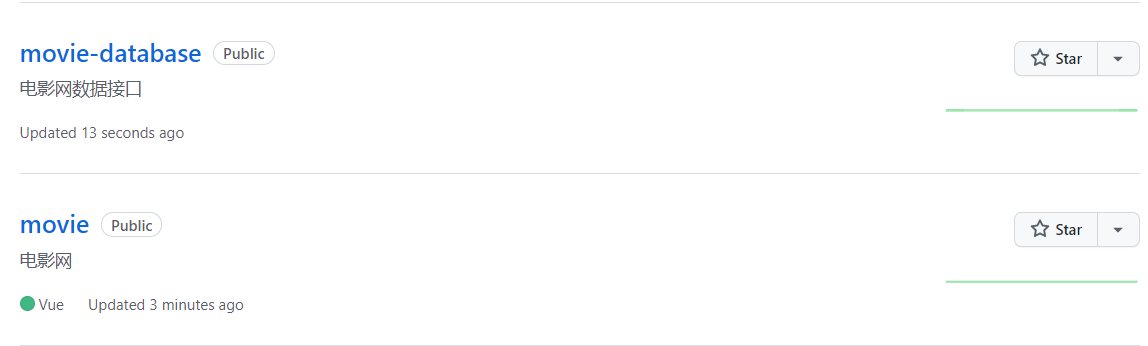 movie-database Public Star
电影网数据接口
Updated 13 seconds ago
movie Public Star
电影网
Vue Updated 3 minutes ago